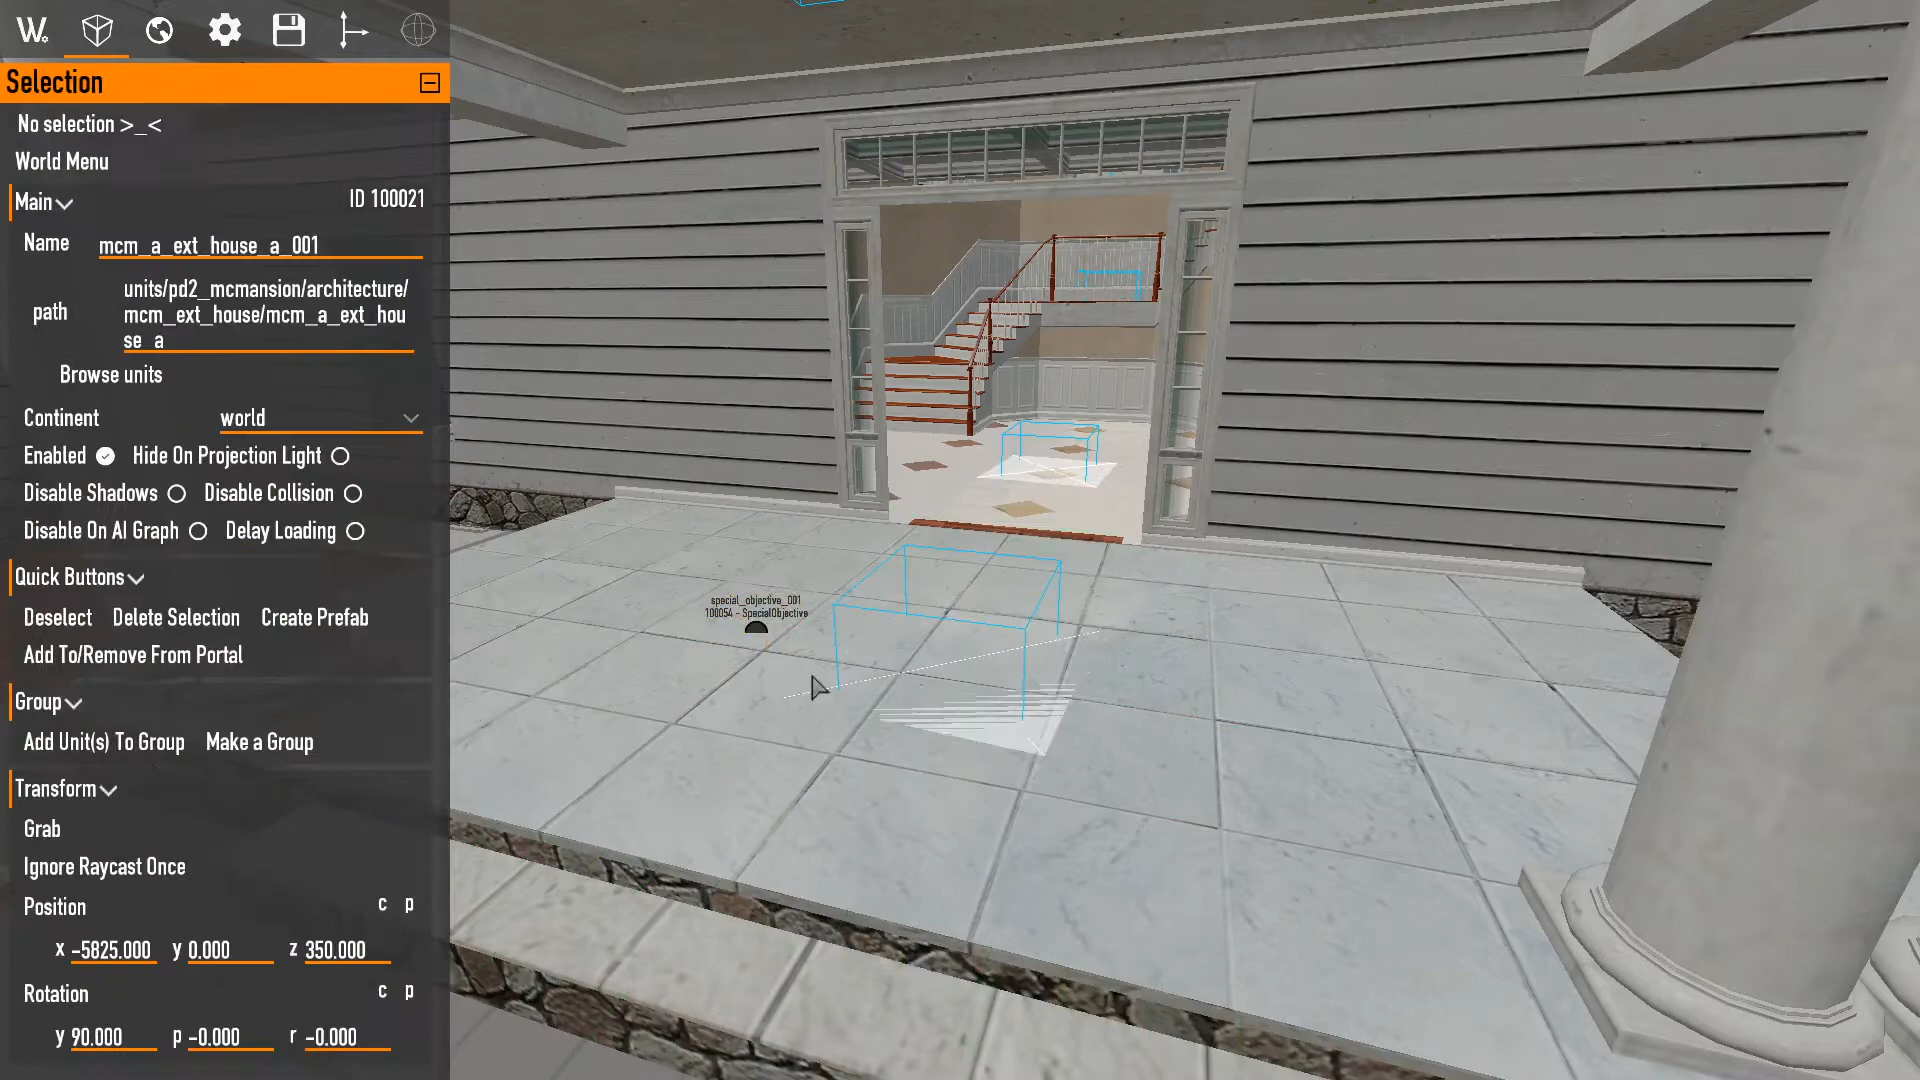 W.
Selection
No selection >_<
World Menu
Main
ID 100021
Name
mcm_a_ext_house_a_001
path
units/pd2_mcmansion/architecture/
mcm_ext_house/mcm_a_ext_hou
se_a
Browse units
Continent
world
Enabled
Hide On Projection Light
Disable Shadows
Disable Collision
Disable On AI Graph
Delay Loading
Quick Buttons
Deselect
Delete Selection
Create Prefab
Add To/Remove From Portal
Group
Add Unit(s) To Group
Make a Group
Transform
Grab
Ignore Raycast Once
Position
c p
x -5825.000 y 0.000 z 350.000
Rotation
c p
y 90.000 p -0.000 r -0.000
special_objective_001
100054 - SpecialObjective